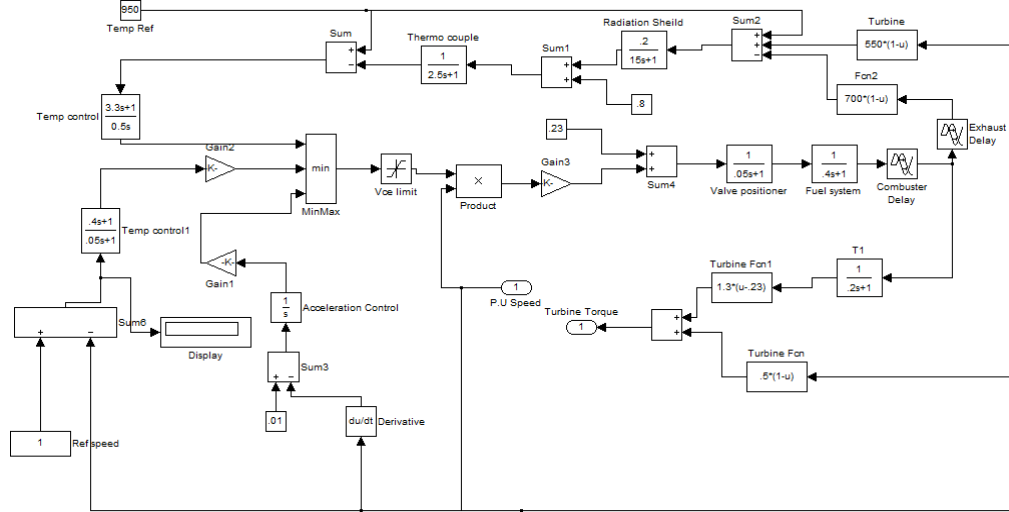 950
Temp Ref
Sum
+
−
Thermo couple
1
2.5s+1
Sum1
+
+
Radiation Sheild
.2
15s+1
Sum2
+
+
−
Turbine
550*(1-u)
Fcn2
700*(1-u)
.8
Exhaust
Delay
3.3s+1
0.5s
Temp control
Gain2
-K-
min
MinMax
Vce limit
×
Product
Gain3
K-
.23
+
+
Sum4
1
.05s+1
Valve positioner
1
.4s+1
Fuel system
Combuster
Delay
.4s+1
.05s+1
Temp control1
-K-
Gain1
1
s
Acceleration Control
1
P.U Speed
Turbine Fcn1
1.3*(u-.23)
T1
1
.2s+1
Turbine Torque
1
+
+
Turbine Fcn
.5*(1-u)
+
−
Sum6
Display
+
−
Sum3
.01
du/dt
Derivative
1
Ref speed